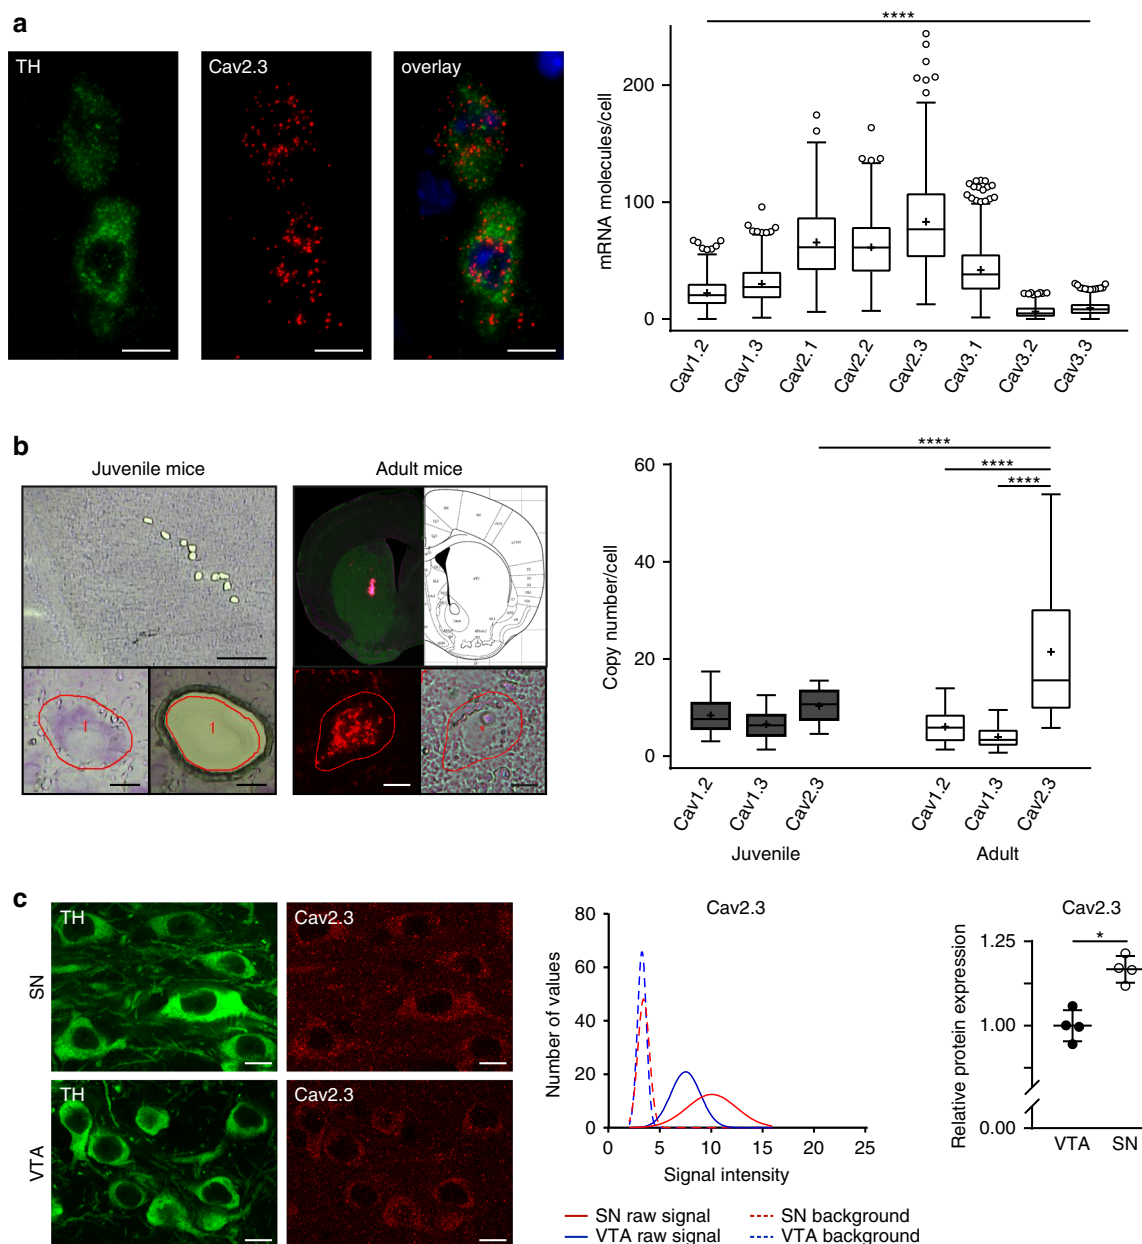 a
TH
Cav2.3
overlay
****
mRNA molecules/cell
200
100
0
Cav1.2
Cav1.3
Cav2.1
Cav2.2
Cav2.3
Cav3.1
Cav3.2
Cav3.3
b
Juvenile mice
Adult mice
1
1
****
****
****
Copy number/cell
60
40
20
0
Cav1.2
Cav1.3
Cav2.3
Cav1.2
Cav1.3
Cav2.3
Juvenile
Adult
c
SN
TH
Cav2.3
VTA
TH
Cav2.3
Cav2.3
Number of values
80
60
40
20
0
0
5
10
15
20
25
Signal intensity
SN raw signal
SN background
VTA raw signal
VTA background
Cav2.3
*
Relative protein expression
1.25
1.00
0.00
VTA
SN